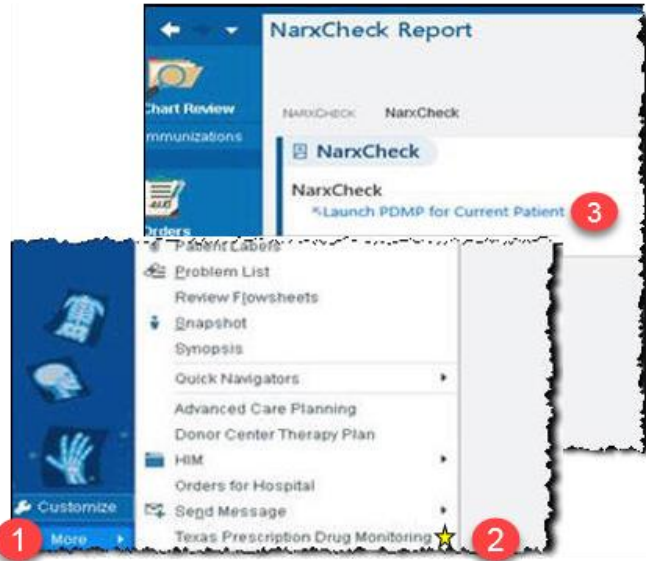 NarxCheck Report
Chart Review
NARXCHECK NarxCheck
mmunizations
NarxCheck
NarxCheck
Launch PDMP for Current Patient 3
Orders
Patient Labels
Problem List
Review Flowsheets
Snapshot
Synopsis
Quick Navigators
Advanced Care Planning
Donor Center Therapy Plan
HIM
Orders for Hospital
Customize
Send Message
1 More
Texas Prescription Drug Monitoring 2